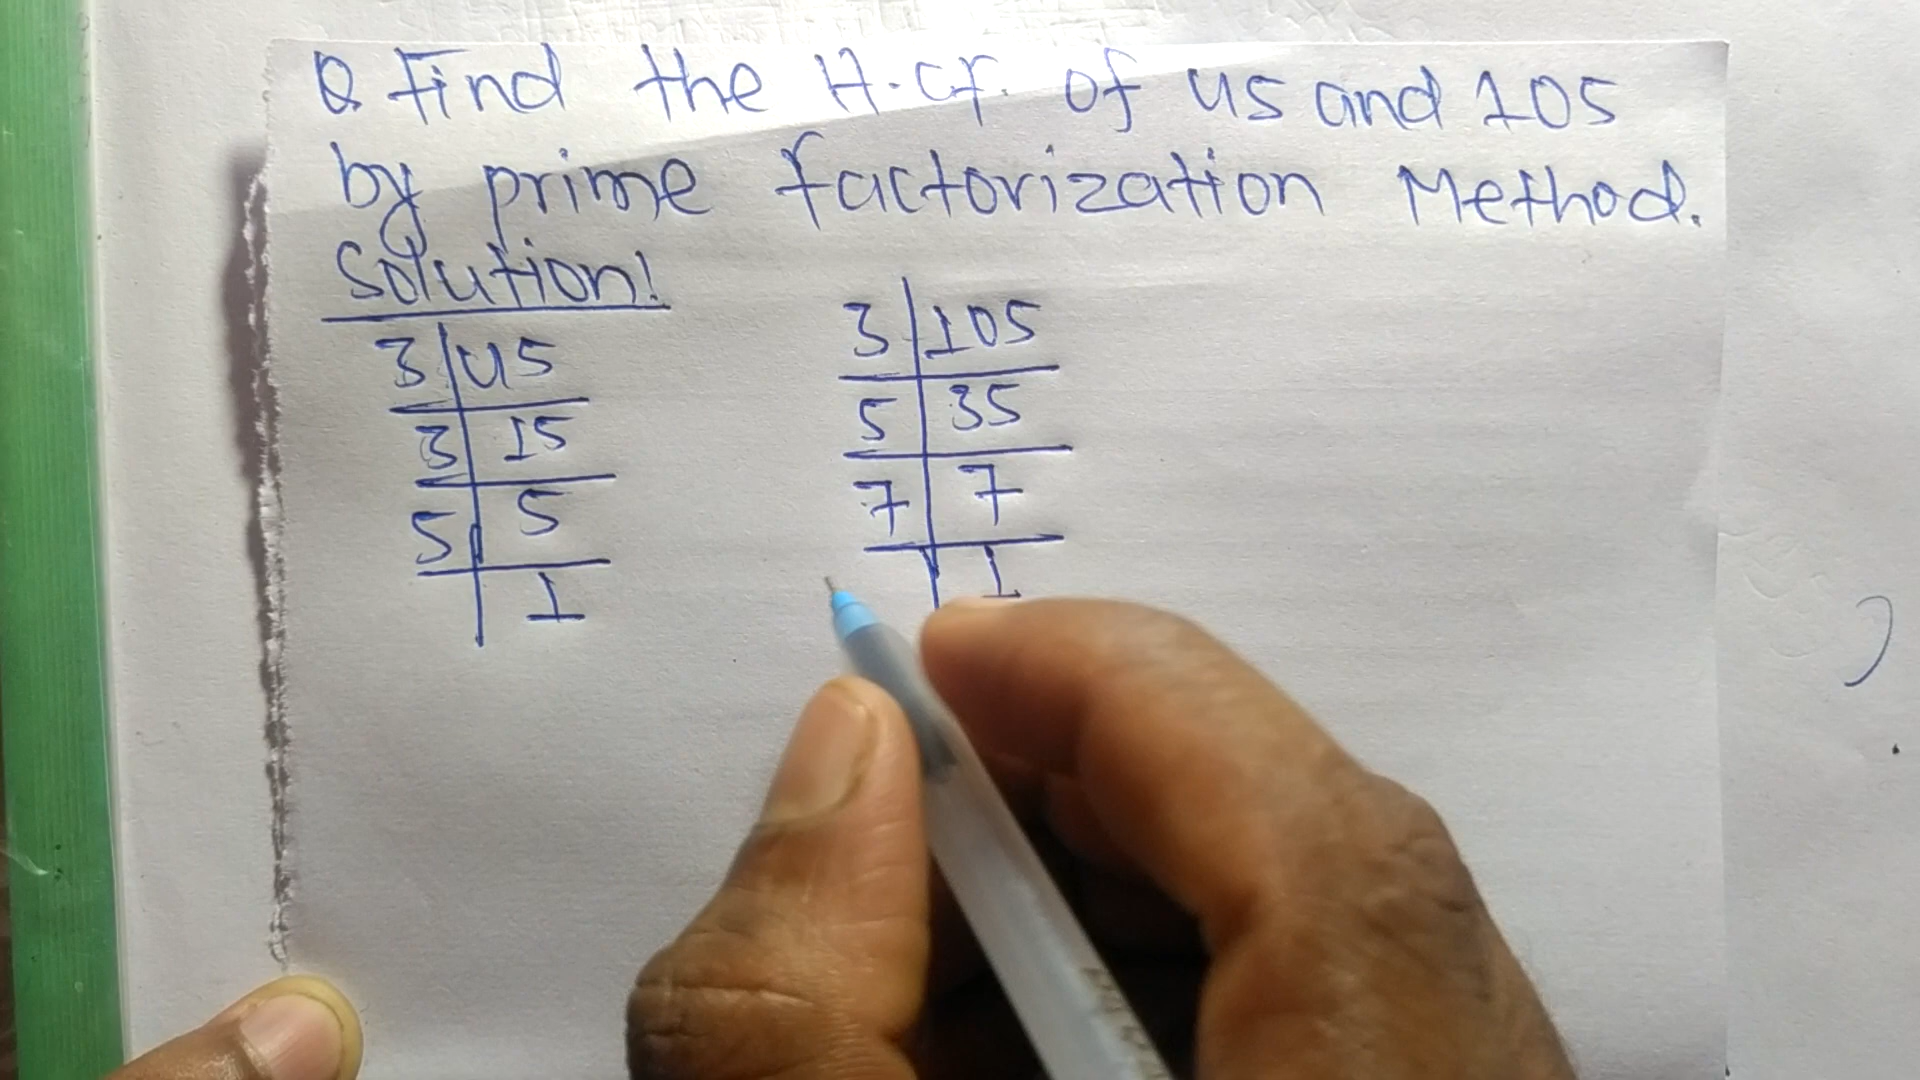 Q Find the H.C.F. of 45 and 105
by prime factorization Method.
Solution!
3 45
3 15
5 5
1
3 105
5 35
7 7
1